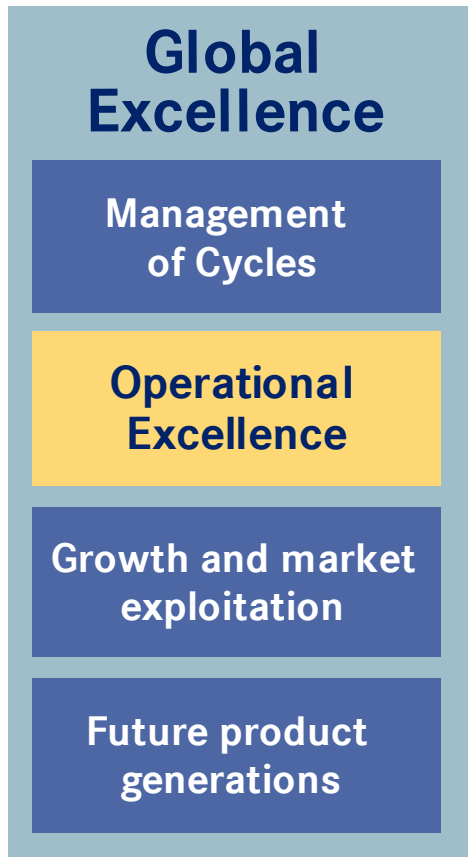 Global
Excellence
Management
of Cycles
Operational
Excellence
Growth and market
exploitation
Future product
generations